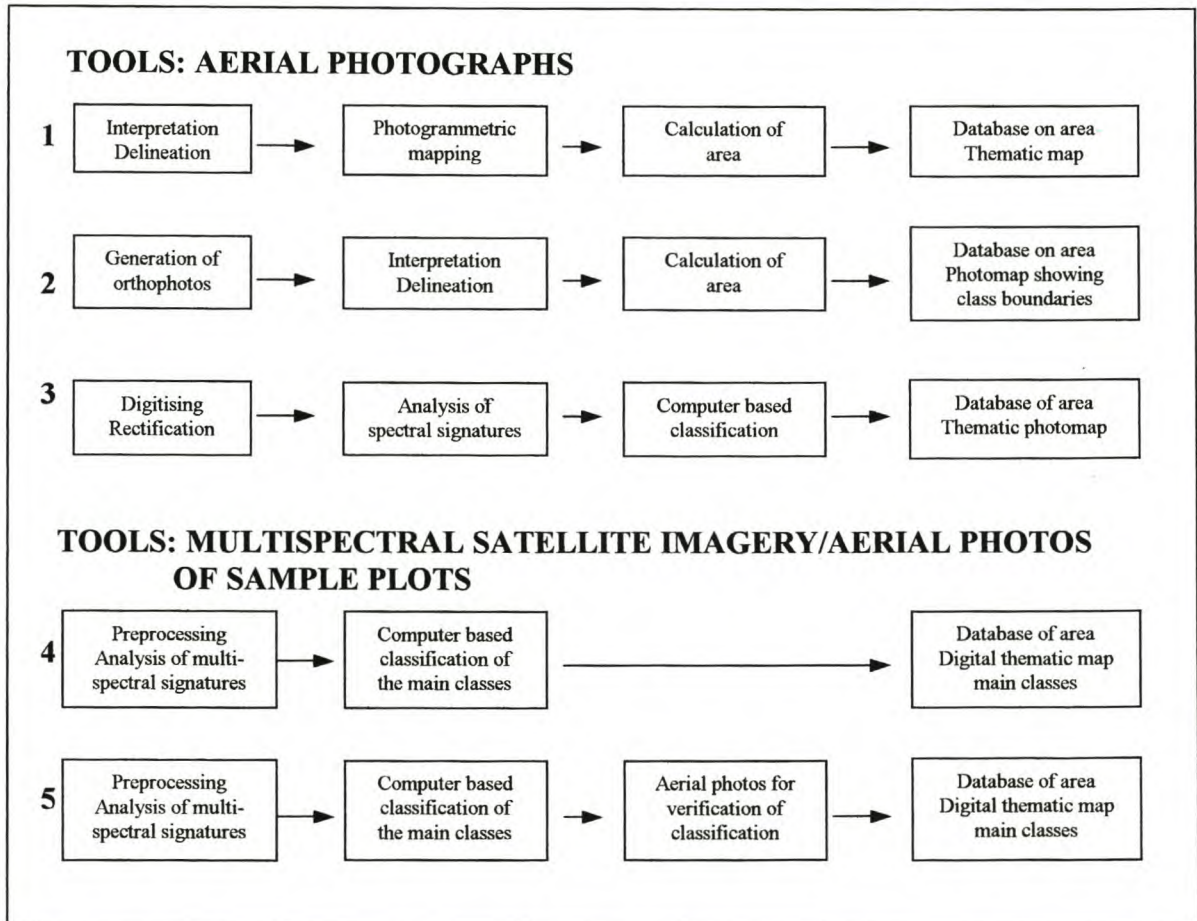 TOOLS: AERIAL PHOTOGRAPHS
1
Interpretation
Delineation
Photogrammetric
mapping
Calculation of
area
Database on area
Thematic map
2
Generation of
orthophotos
Interpretation
Delineation
Calculation of
area
Database on area
Photomap showing
class boundaries
3
Digitising
Rectification
Analysis of
spectral signatures
Computer based
classification
Database of area
Thematic photomap
TOOLS: MULTISPECTRAL SATELLITE IMAGERY/AERIAL PHOTOS
OF SAMPLE PLOTS
4
Preprocessing
Analysis of multi-
spectral signatures
Computer based
classification of
the main classes
Database of area
Digital thematic map
main classes
5
Preprocessing
Analysis of multi-
spectral signatures
Computer based
classification of
the main classes
Aerial photos for
verification of
classification
Database of area
Digital thematic map
main classes